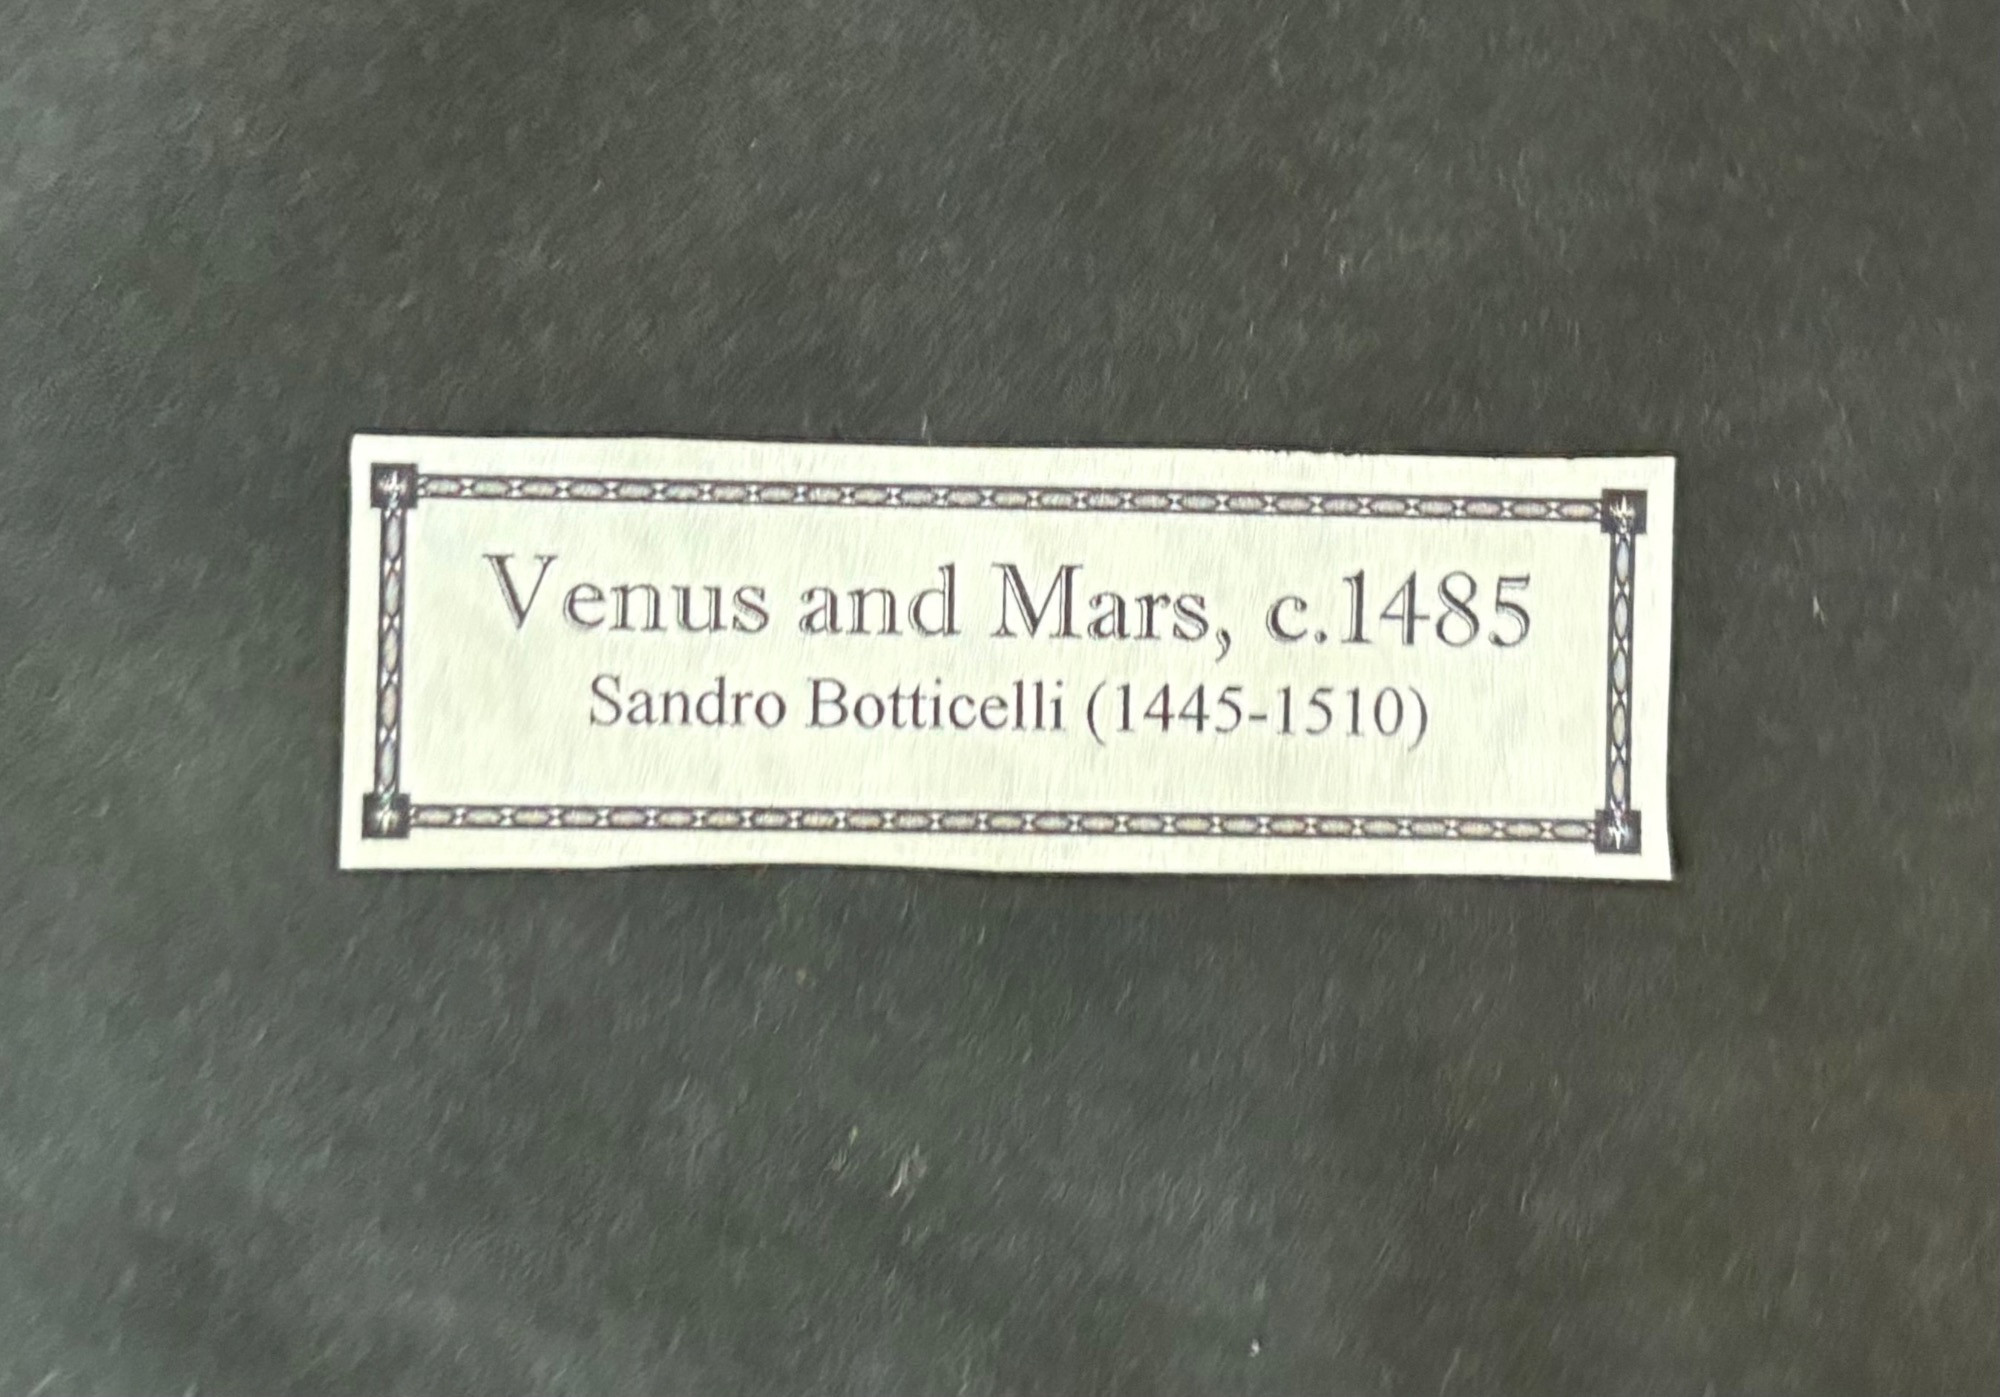 Venus and Mars, c.1485
Sandro Botticelli (1445-1510)